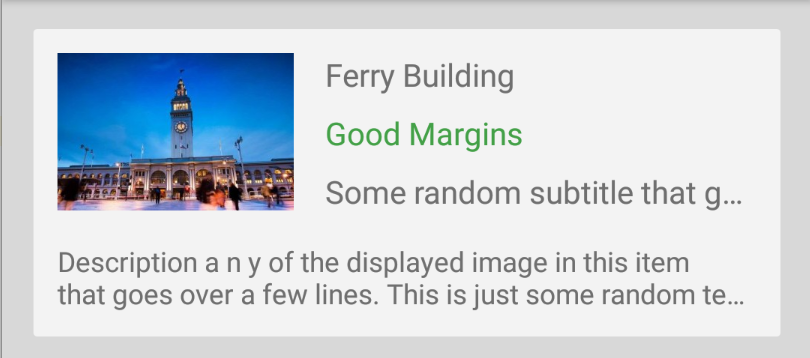 Ferry Building
Good Margins
Some random subtitle that g...
Description a n y of the displayed image in this item
that goes over a few lines. This is just some random te...